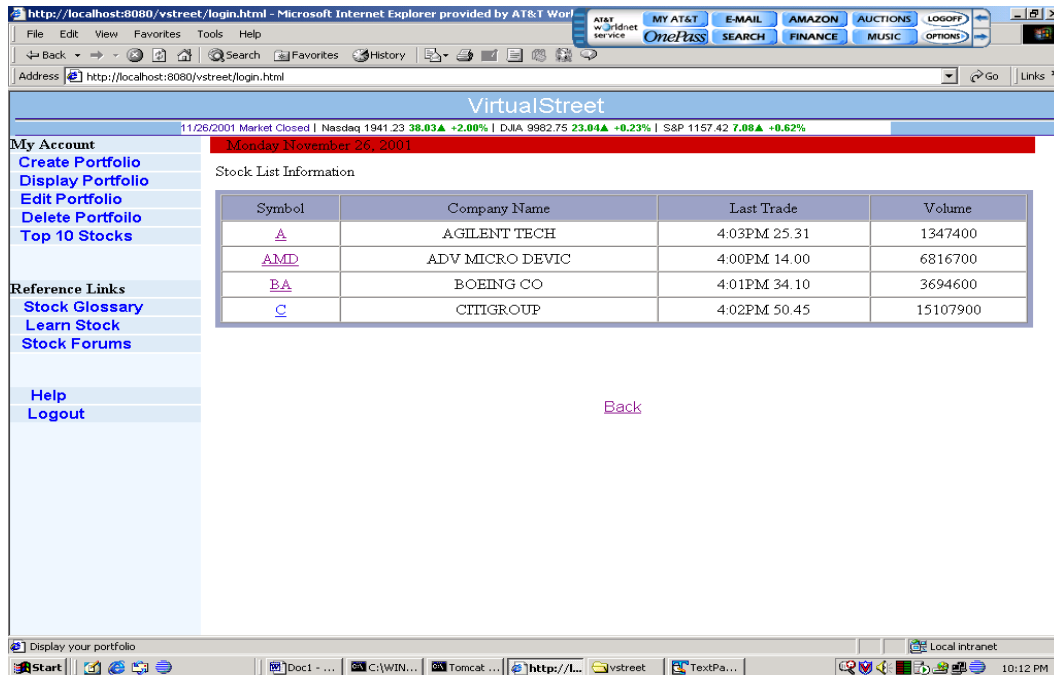 http://localhost:8080/vstreet/login.html - Microsoft Internet Explorer provided by AT&T Worl
AT&T Worldnet service
MY AT&T E-MAIL AMAZON AUCTIONS LOGOFF
OnePass SEARCH FINANCE MUSIC OPTIONS
File Edit View Favorites Tools Help
Back Search Favorites History
Address http://localhost:8080/vstreet/login.html Go Links
VirtualStreet
11/26/2001 Market Closed | Nasdaq 1941.23 38.03▲ +2.00% | DJIA 9982.75 23.04▲ +0.23% | S&P 1157.42 7.08▲ +0.62%
My Account
Create Portfolio
Display Portfolio
Edit Portfolio
Delete Portfoilo
Top 10 Stocks
Reference Links
Stock Glossary
Learn Stock
Stock Forums
Help
Logout
Monday November 26, 2001
Stock List Information
Symbol Company Name Last Trade Volume
A AGILENT TECH 4:03PM 25.31 1347400
AMD ADV MICRO DEVIC 4:00PM 14.00 6816700
BA BOEING CO 4:01PM 34.10 3694600
C CITIGROUP 4:02PM 50.45 15107900
Back
Display your portfolio Local intranet
Start Doc1 - ... C:\WIN... Tomcat ... http://l... vstreet TextPa... 10:12 PM